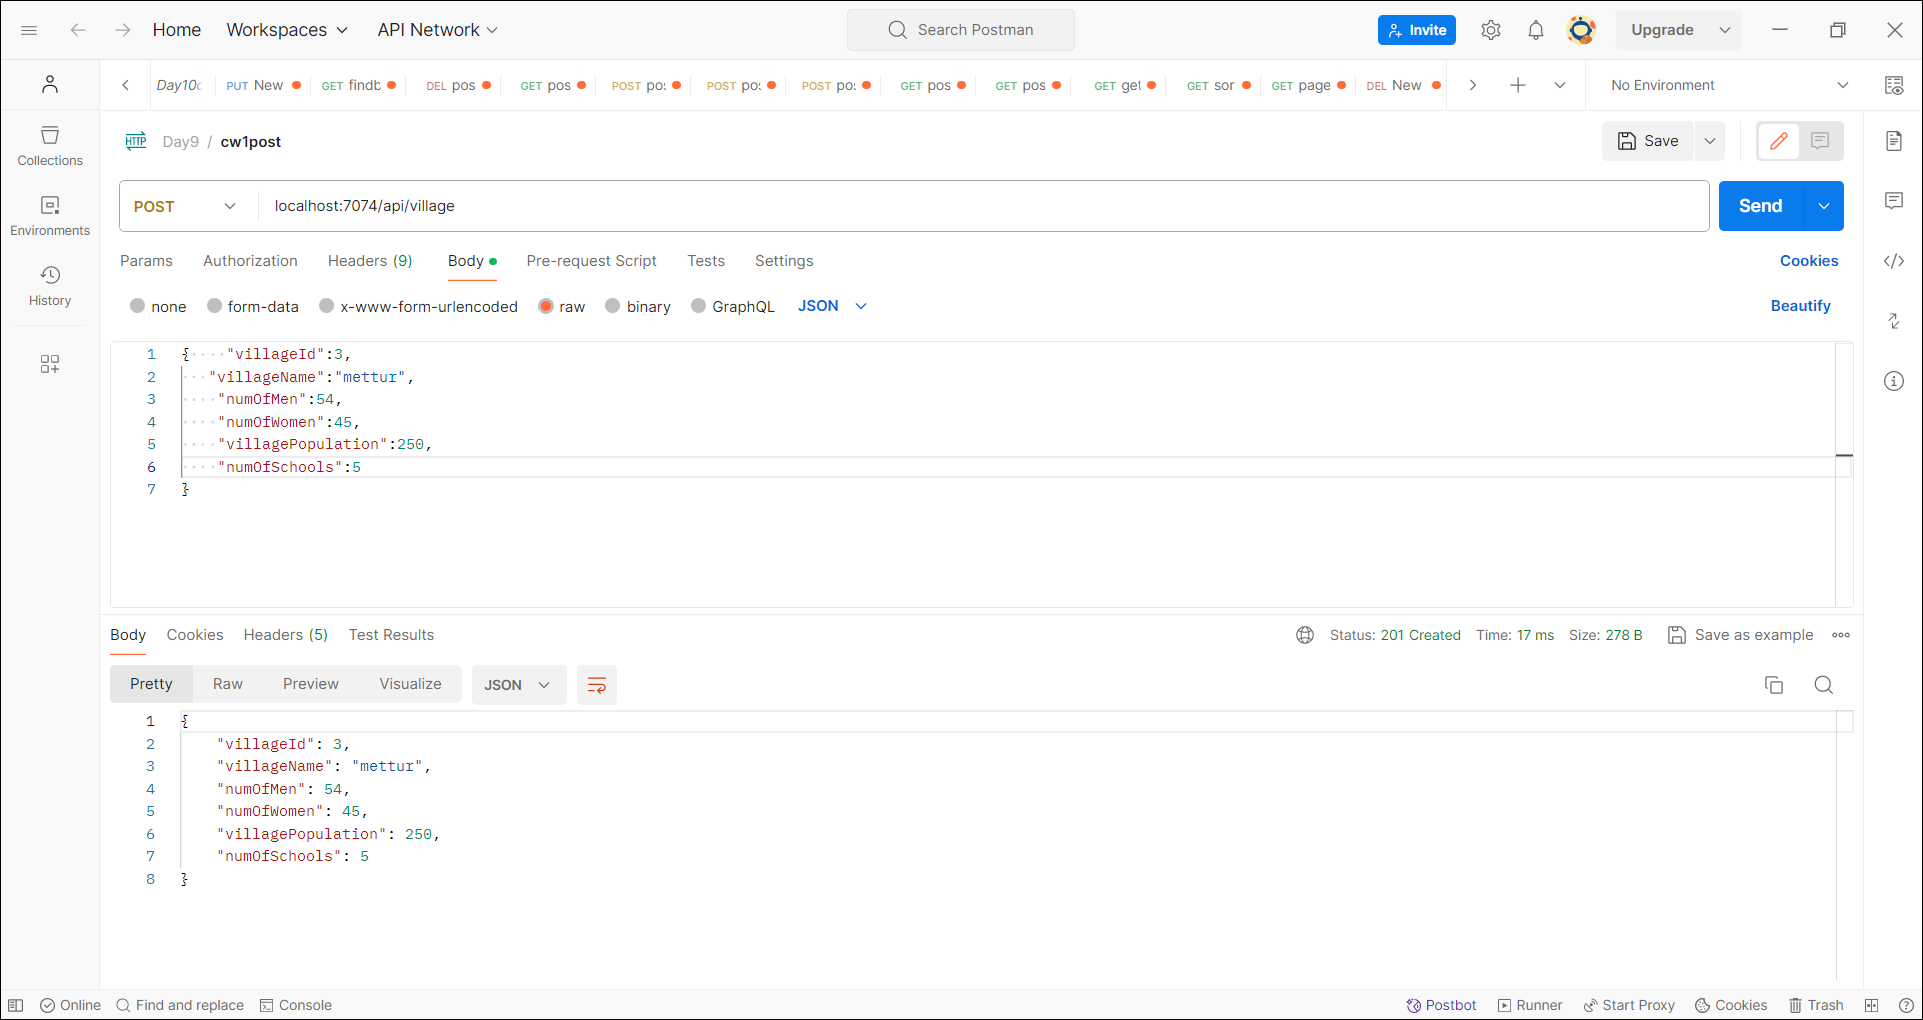 Home Workspaces API Network Search Postman Invite Upgrade
Day10c PUT New GET findb DEL pos GET pos POST po POST po POST po GET pos GET pos GET get GET sor GET page DEL New No Environment
HTTP Day9 / cw1post Save
Collections
Environments
History
POST localhost:7074/api/village Send
Params Authorization Headers (9) Body Pre-request Script Tests Settings Cookies
none form-data x-www-form-urlencoded raw binary GraphQL JSON Beautify
1 { "villageId":3,
2 "villageName":"mettur",
3 "numOfMen":54,
4 "numOfWomen":45,
5 "villagePopulation":250,
6 "numOfSchools":5
7 }
Body Cookies Headers (5) Test Results Status: 201 Created Time: 17 ms Size: 278 B Save as example
Pretty Raw Preview Visualize JSON
1 {
2 "villageId": 3,
3 "villageName": "mettur",
4 "numOfMen": 54,
5 "numOfWomen": 45,
6 "villagePopulation": 250,
7 "numOfSchools": 5
8 }
Online Find and replace Console Postbot Runner Start Proxy Cookies Trash